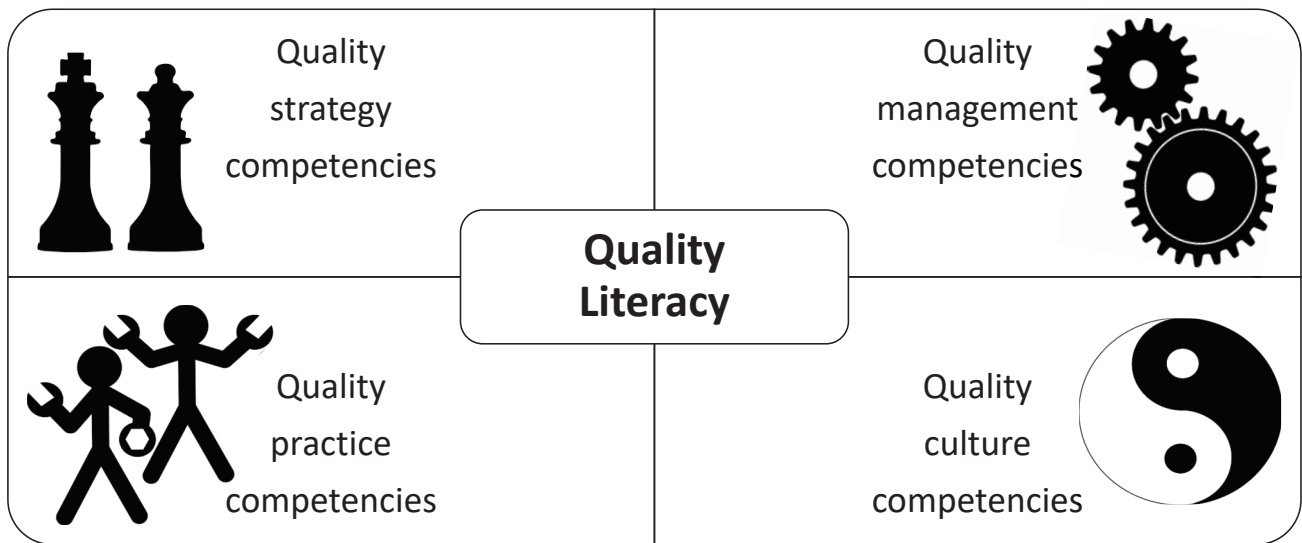 Quality
strategy
competencies
Quality
management
competencies
Quality
Literacy
Quality
practice
competencies
Quality
culture
competencies